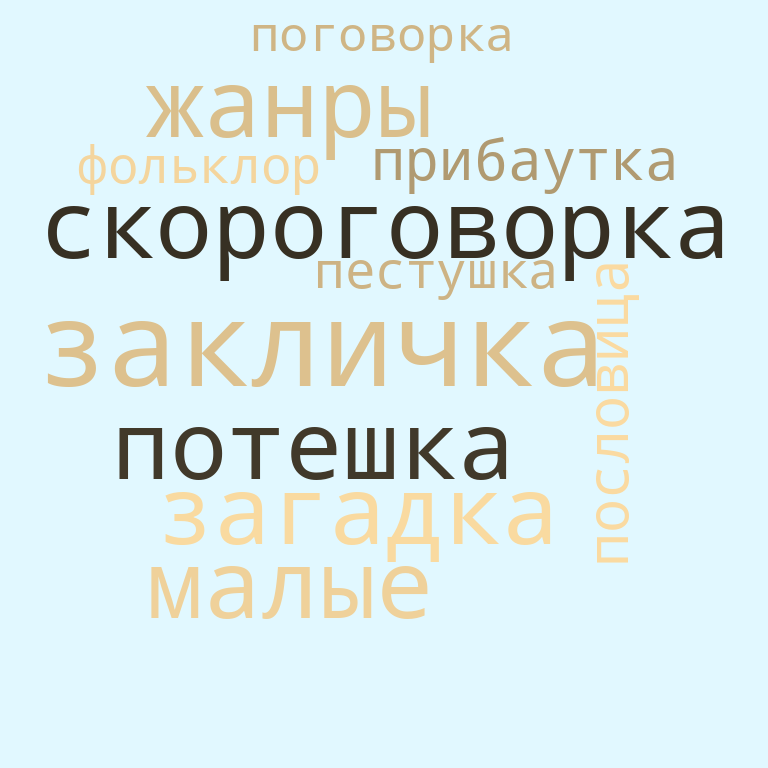 поговорка
жанры
фольклор
прибаутка
скороговорка
пестушка
закличка
пословица
потешка
загадка
малые